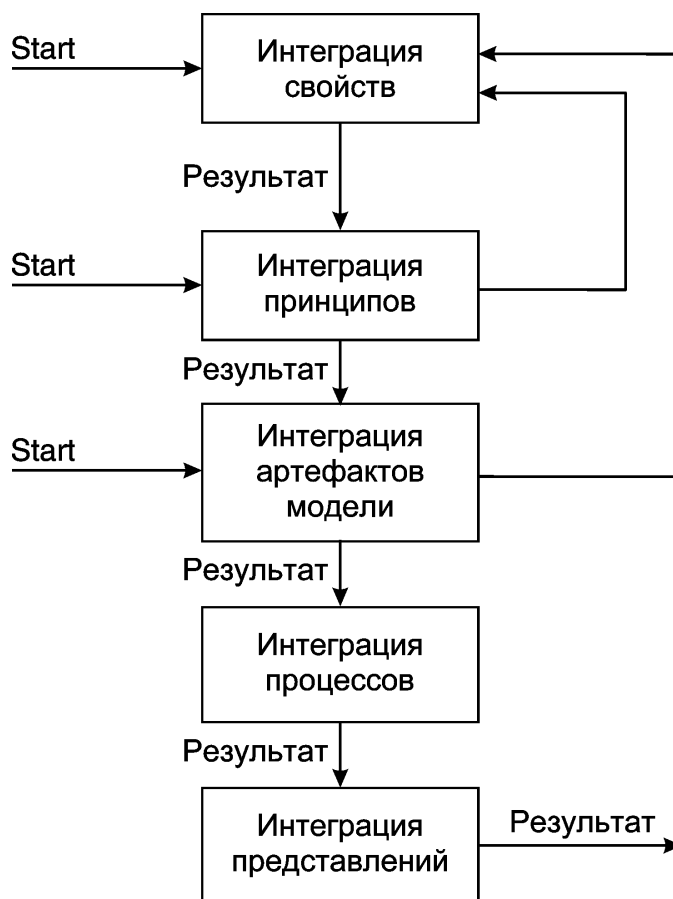 Start
Интеграция
свойств
Результат
Start
Интеграция
принципов
Результат
Start
Интеграция
артефактов
модели
Результат
Интеграция
процессов
Результат
Интеграция
представлений
Результат